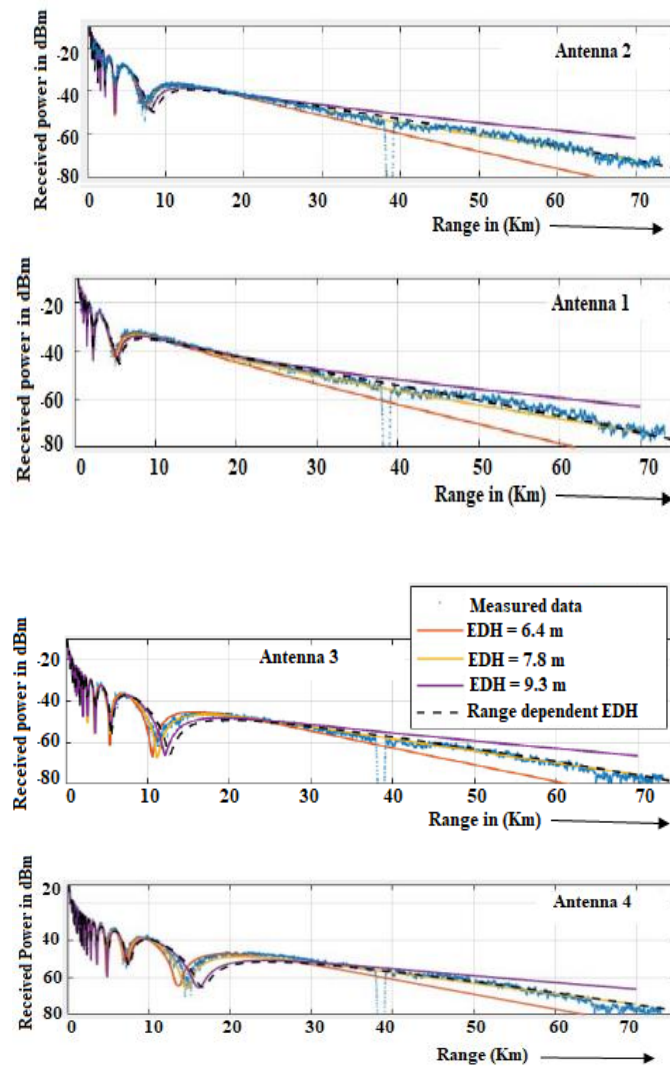 Received power in dBm
-20
-40
-60
-80
Antenna 2
0 10 20 30 40 50 60 70
Range in (Km)
Received power in dBm
-20
-40
-60
-80
Antenna 1
0 10 20 30 40 50 60 70
Range in (Km)
Received power in dBm
-20
-40
-60
-80
Antenna 3
Measured data
EDH = 6.4 m
EDH = 7.8 m
EDH = 9.3 m
Range dependent EDH
0 10 20 30 40 50 60 70
Range in (Km)
Received Power in dBm
20
40
60
80
Antenna 4
0 10 20 30 40 50 60 70
Range (Km)